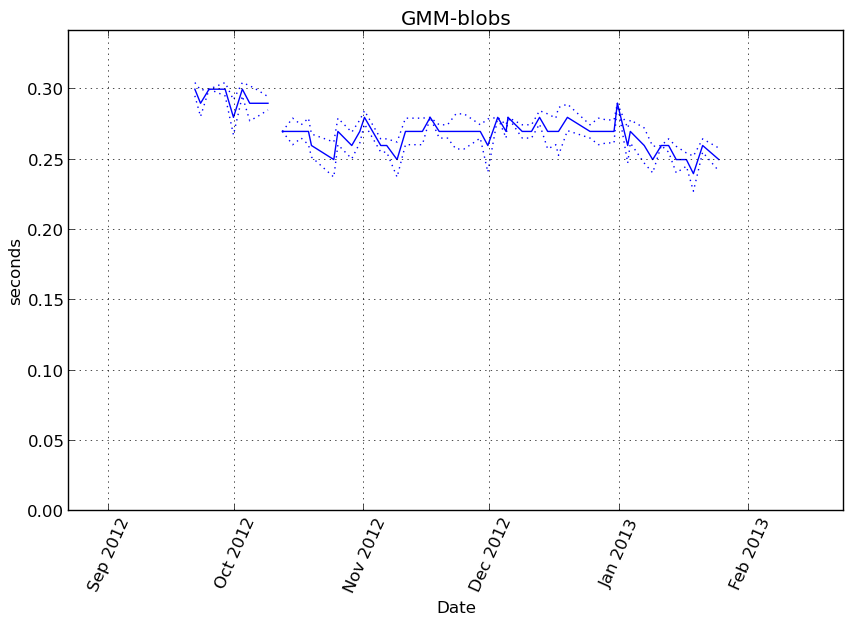 GMM-blobs
0.30
0.25
0.20
0.15
0.10
0.05
0.00
seconds
Sep 2012
Oct 2012
Nov 2012
Dec 2012
Jan 2013
Feb 2013
Date